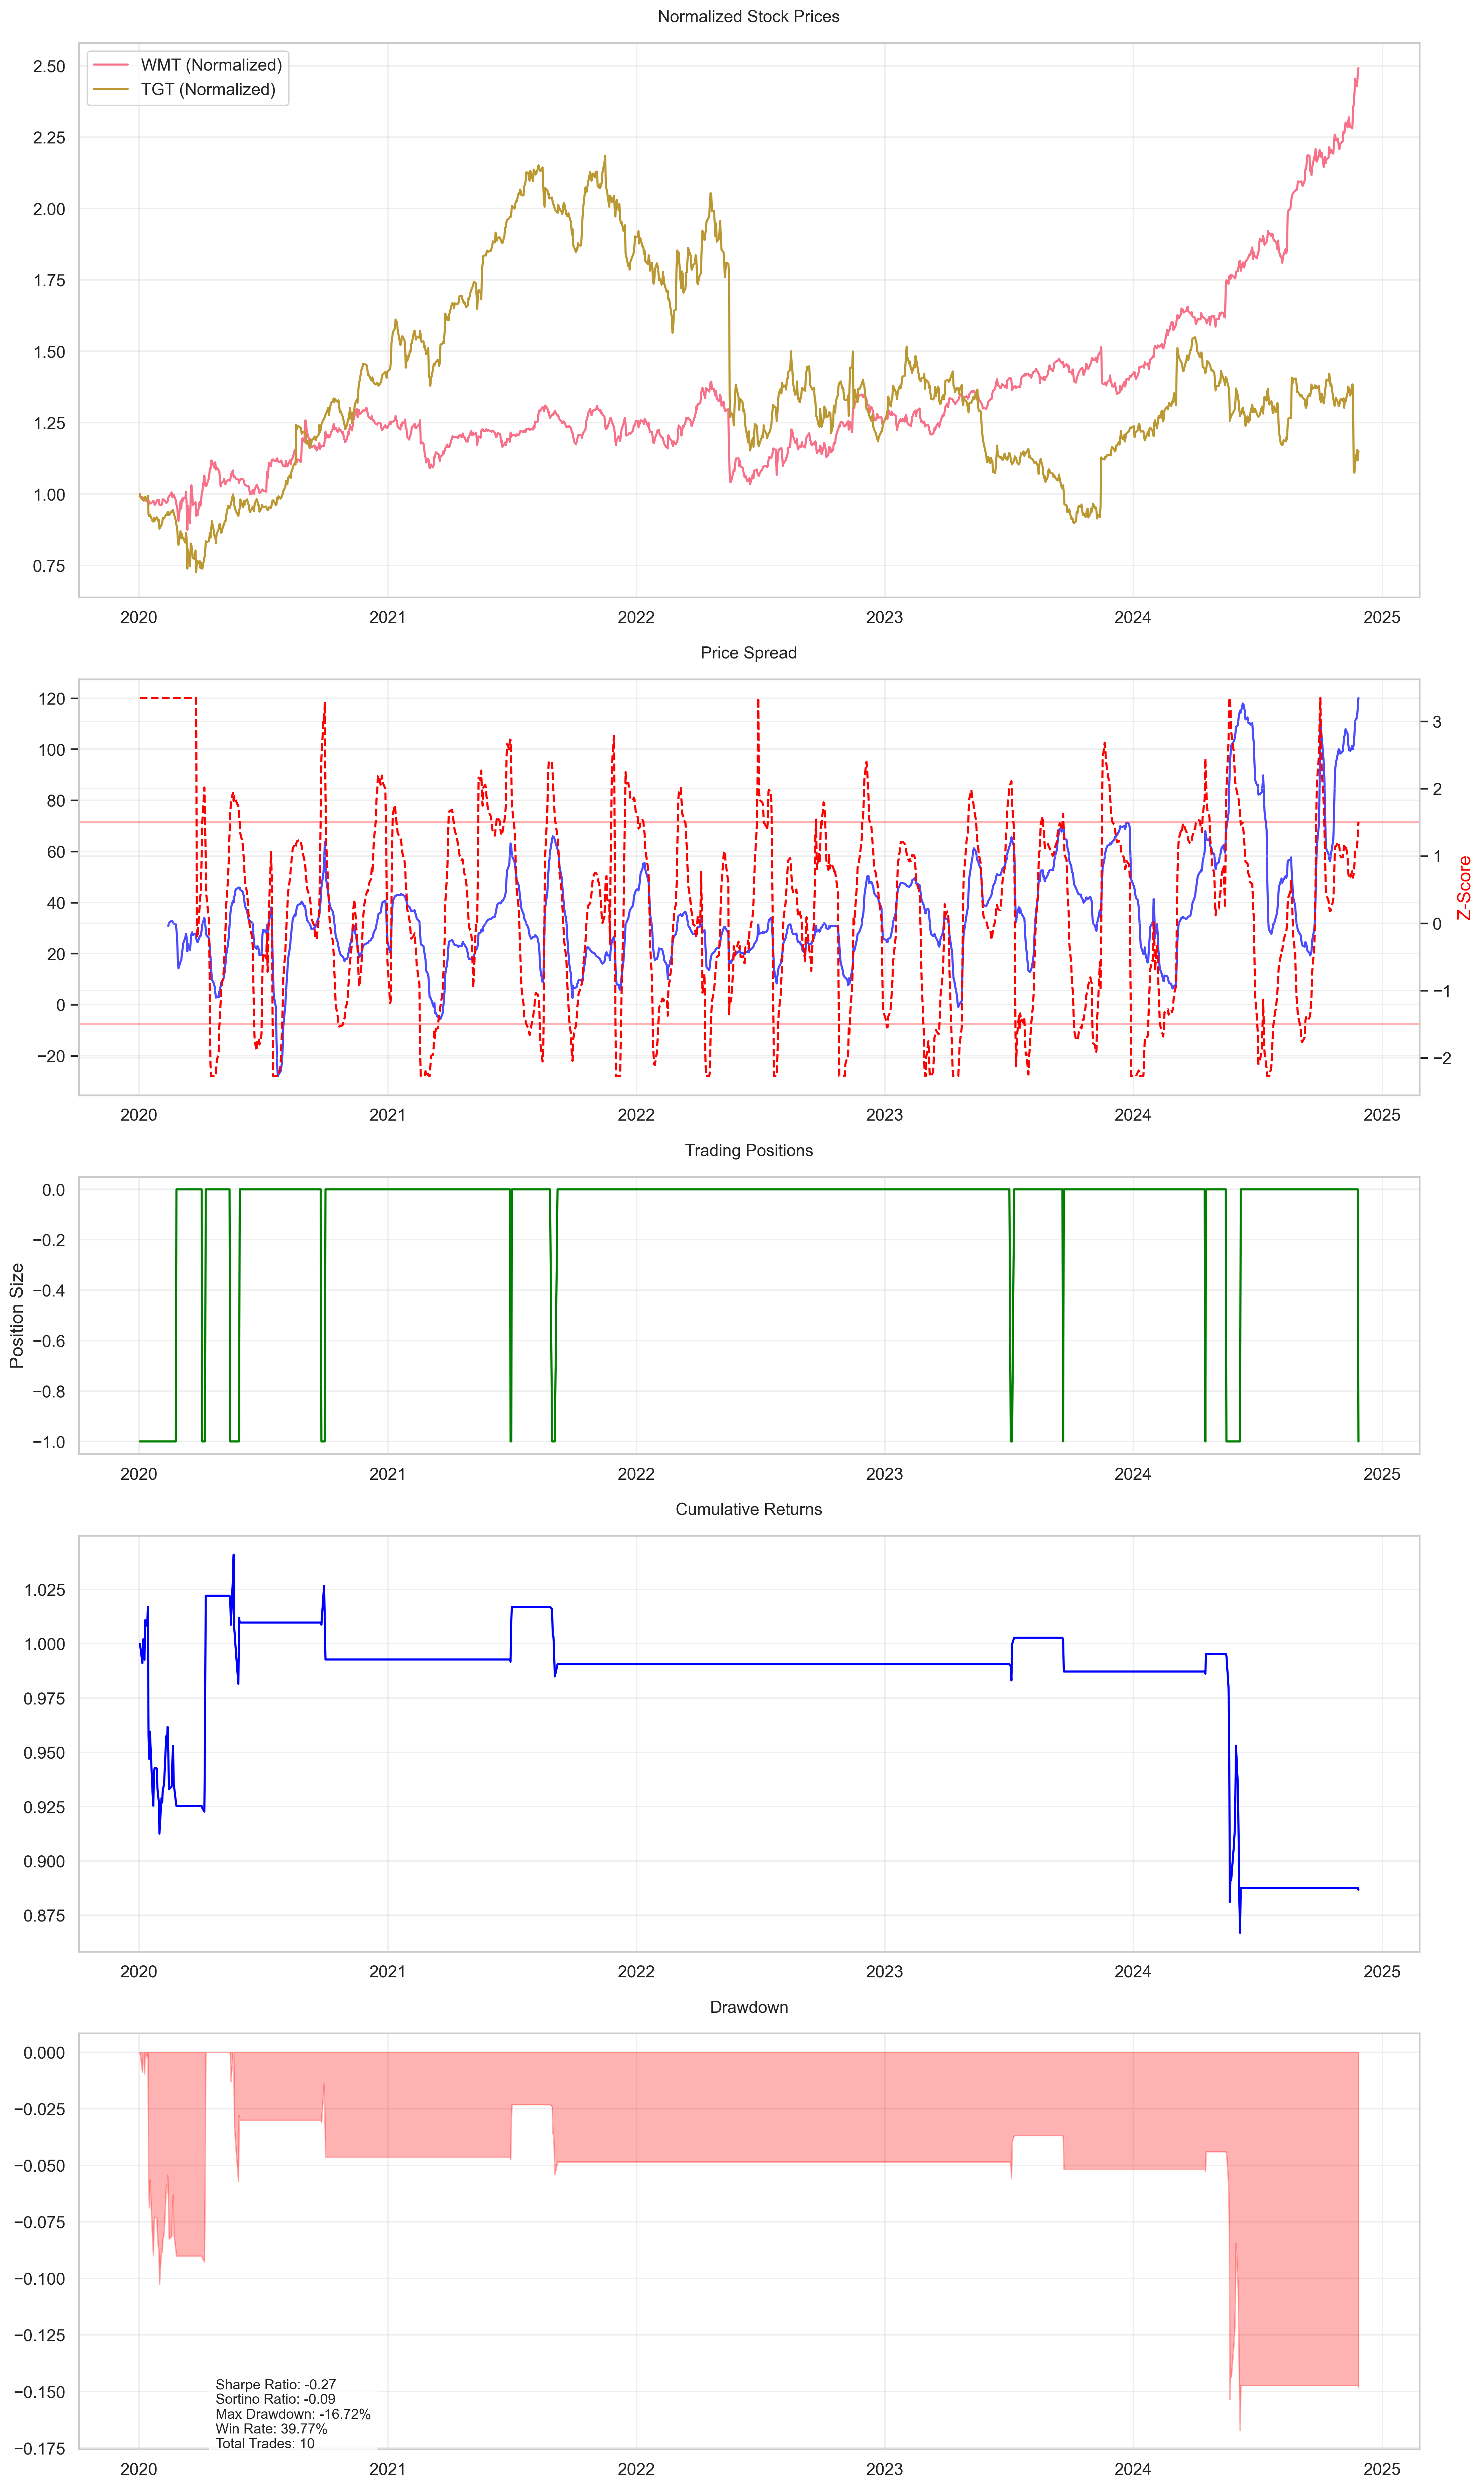 Normalized Stock Prices
WMT (Normalized)
TGT (Normalized)
2.50
2.25
2.00
1.75
1.50
1.25
1.00
0.75
2020 2021 2022 2023 2024 2025
Price Spread
120
100
80
60
40
20
0
−20
3
2
1
0
−1
−2
Z-Score
2020 2021 2022 2023 2024 2025
Trading Positions
Position Size
0.0
−0.2
−0.4
−0.6
−0.8
−1.0
2020 2021 2022 2023 2024 2025
Cumulative Returns
1.025
1.000
0.975
0.950
0.925
0.900
0.875
2020 2021 2022 2023 2024 2025
Drawdown
0.000
−0.025
−0.050
−0.075
−0.100
−0.125
−0.150
−0.175
Sharpe Ratio: -0.27
Sortino Ratio: -0.09
Max Drawdown: -16.72%
Win Rate: 39.77%
Total Trades: 10
2020 2021 2022 2023 2024 2025